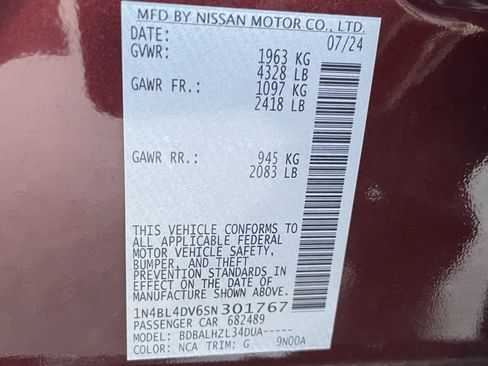 MFD BY NISSAN MOTOR CO., LTD.
DATE: 07/24
GVWR: 1963 KG
4328 LB
GAWR FR.: 1097 KG
2418 LB
GAWR RR.: 945 KG
2083 LB
THIS VEHICLE CONFORMS TO
ALL APPLICABLE FEDERAL
MOTOR VEHICLE SAFETY,
BUMPER, AND THEFT
PREVENTION STANDARDS IN
EFFECT ON THE DATE OF
MANUFACTURE SHOWN ABOVE.
1N4BL4DV6SN301767
PASSENGER CAR 682489
MODEL: BDBALHZL34DUA-----
COLOR: NCA TRIM: G 9N00A